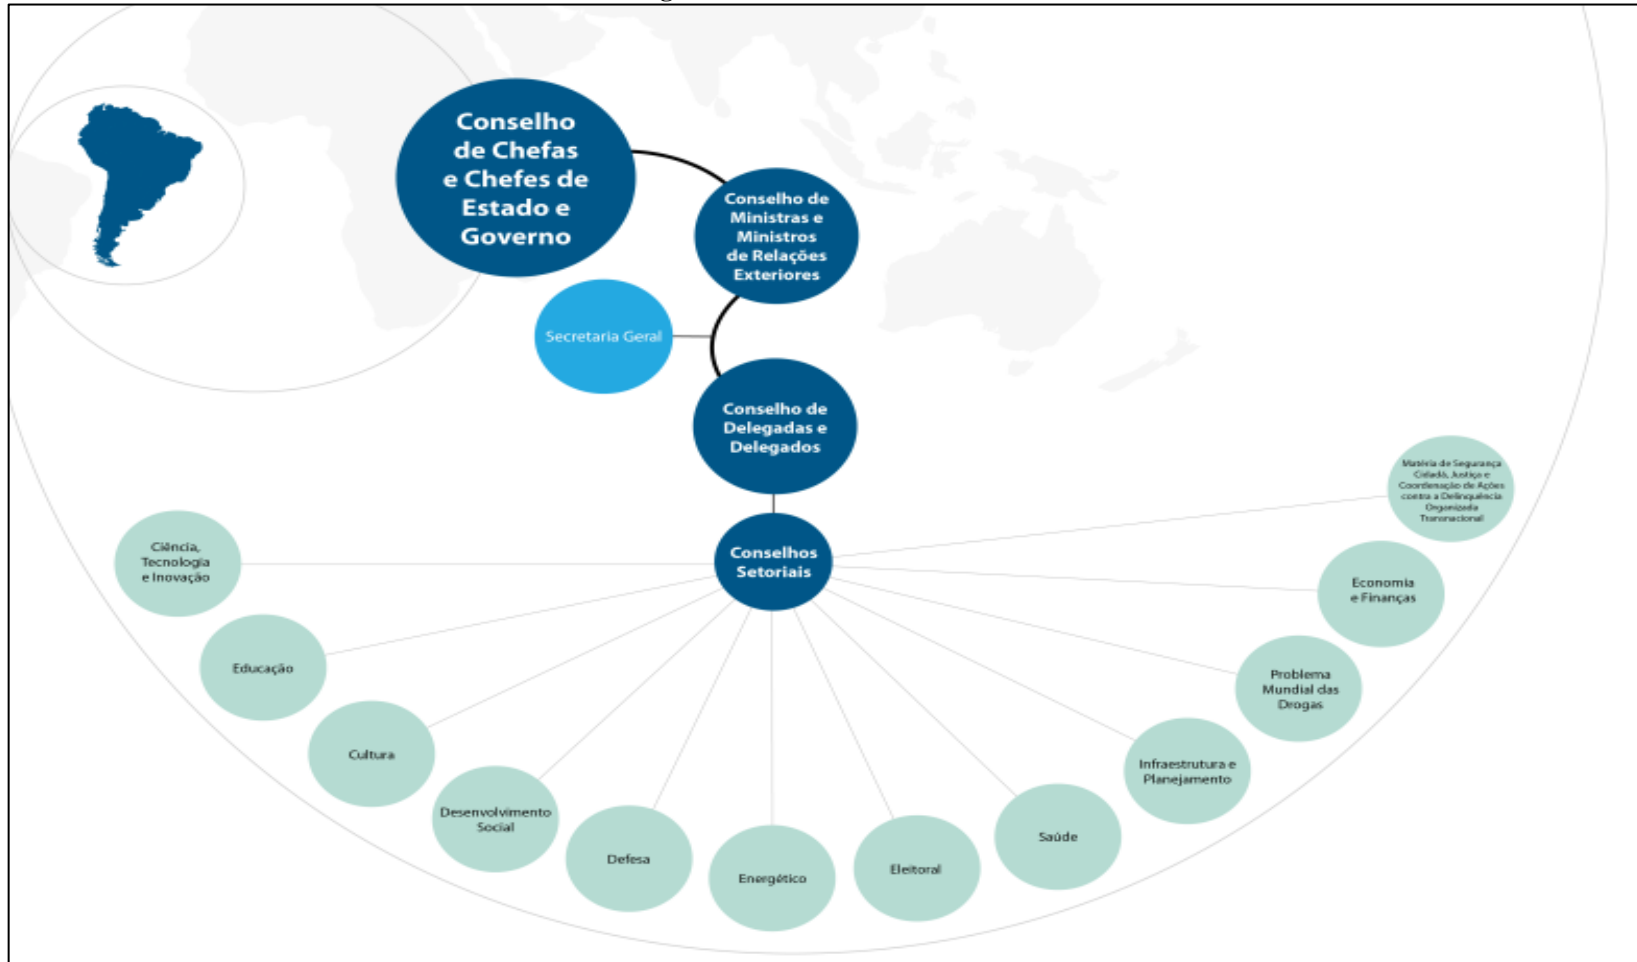 Conselho
de Chefas
e Chefes de
Estado e
Governo
Conselho de
Ministras e
Ministros
de Relações
Exteriores
Secretaria Geral
Conselho de
Delegadas e
Delegados
Conselhos
Setoriais
Ciência,
Tecnologia
e Inovação
Educação
Cultura
Desenvolvimento
Social
Defesa
Energético
Eleitoral
Saúde
Infraestrutura e
Planejamento
Problema
Mundial das
Drogas
Economia
e Finanças
Matéria de Segurança
Cidadã, Justiça e
Coordenação de Ações
contra a Delinquência
Organizada
Transnacional